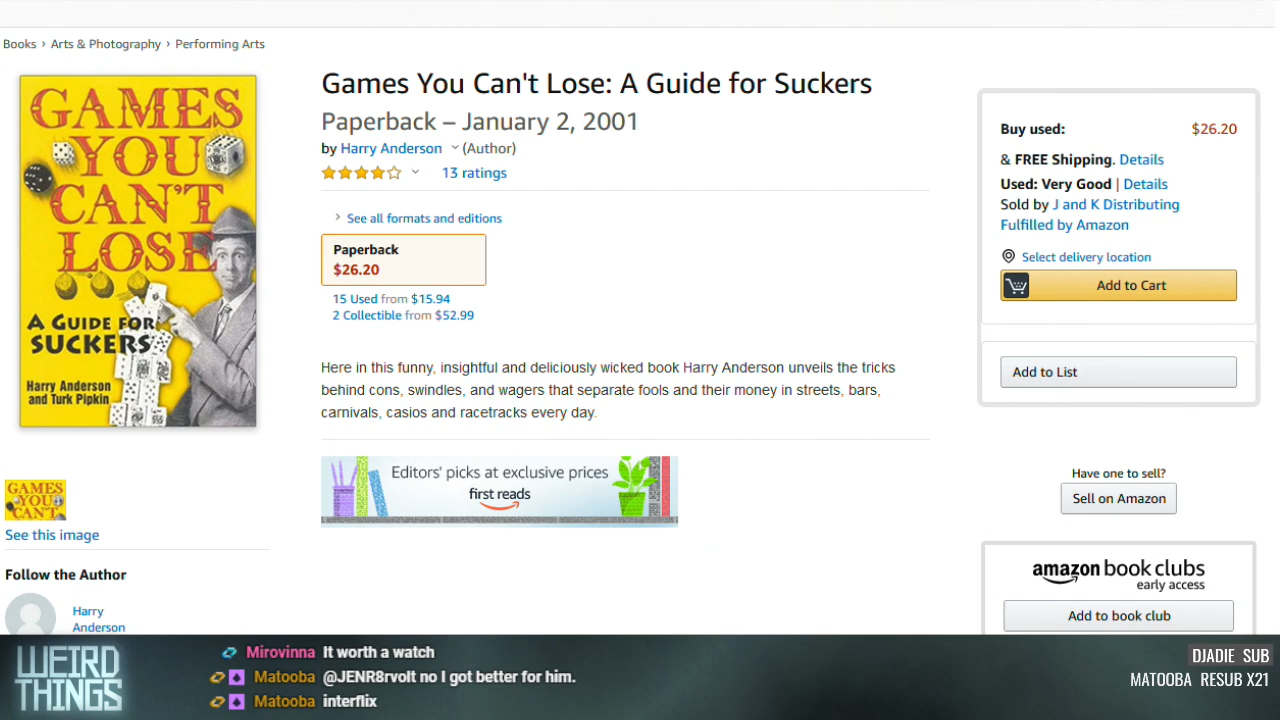 Books › Arts & Photography › Performing Arts
GAMES
YOU
CAN'T
LOSE
A GUIDE FOR
SUCKERS
Harry Anderson
and Turk Pipkin
GAMES
YOU
CAN'T
See this image
Follow the Author
Harry
Anderson
Games You Can't Lose: A Guide for Suckers
Paperback – January 2, 2001
by Harry Anderson (Author)
13 ratings
› See all formats and editions
Paperback
$26.20
15 Used from $15.94
2 Collectible from $52.99
Here in this funny, insightful and deliciously wicked book Harry Anderson unveils the tricks
behind cons, swindles, and wagers that separate fools and their money in streets, bars,
carnivals, casios and racetracks every day.
Editors' picks at exclusive prices
first reads
Buy used: $26.20
& FREE Shipping. Details
Used: Very Good | Details
Sold by J and K Distributing
Fulfilled by Amazon
Select delivery location
Add to Cart
Add to List
Have one to sell?
Sell on Amazon
amazon book clubs
early access
Add to book club
WEIRD
THINGS
Mirovinna It worth a watch
Matooba @JENR8rvolt no I got better for him.
Matooba interflix
DJADIE SUB
MATOOBA RESUB X21